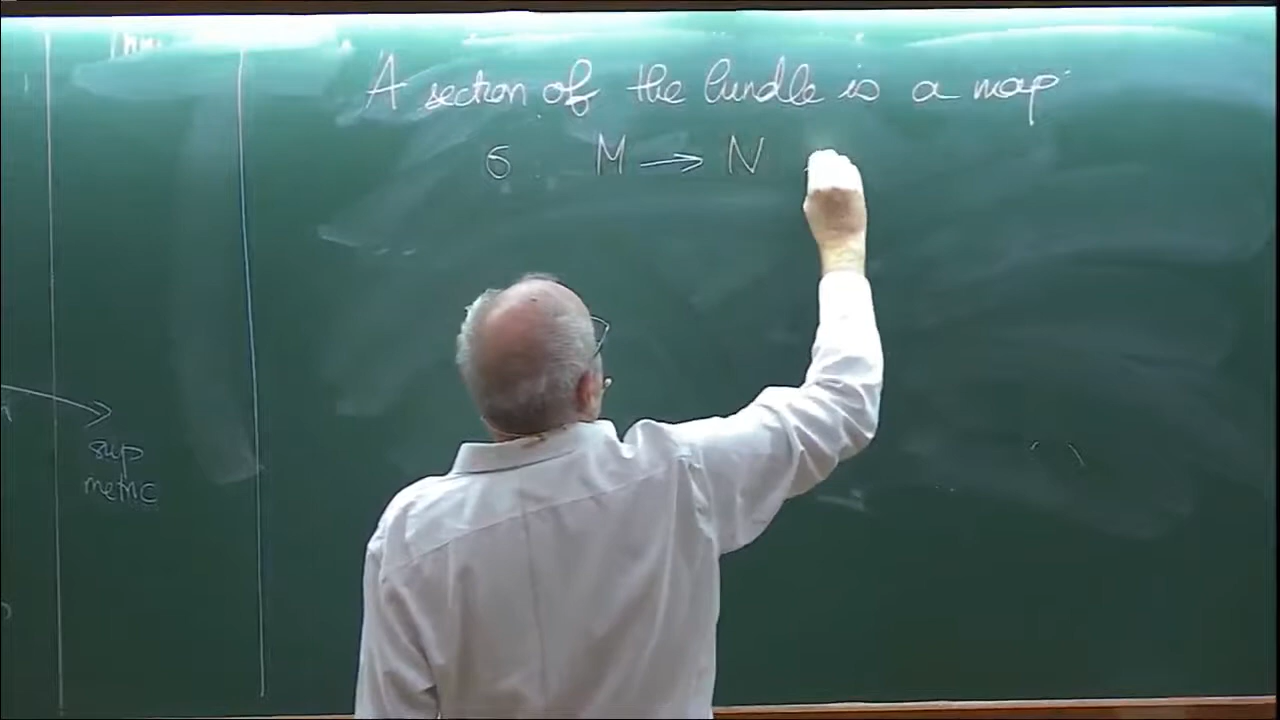 A section of the bundle is a map
σ : M → N
sup
metric